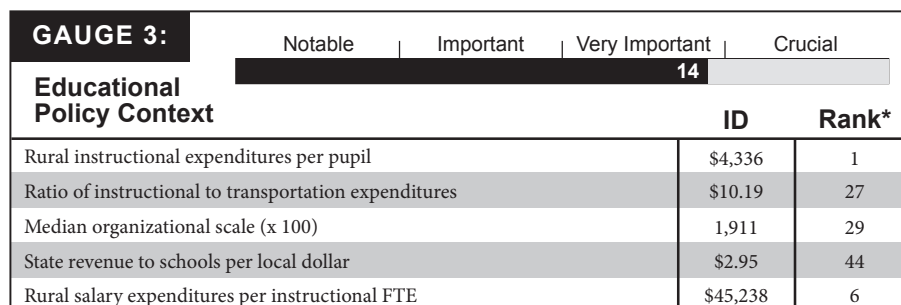 GAUGE 3:
Notable Important Very Important Crucial
14
Educational
Policy Context
ID Rank*
Rural instructional expenditures per pupil $4,336 1
Ratio of instructional to transportation expenditures $10.19 27
Median organizational scale (x 100) 1,911 29
State revenue to schools per local dollar $2.95 44
Rural salary expenditures per instructional FTE $45,238 6